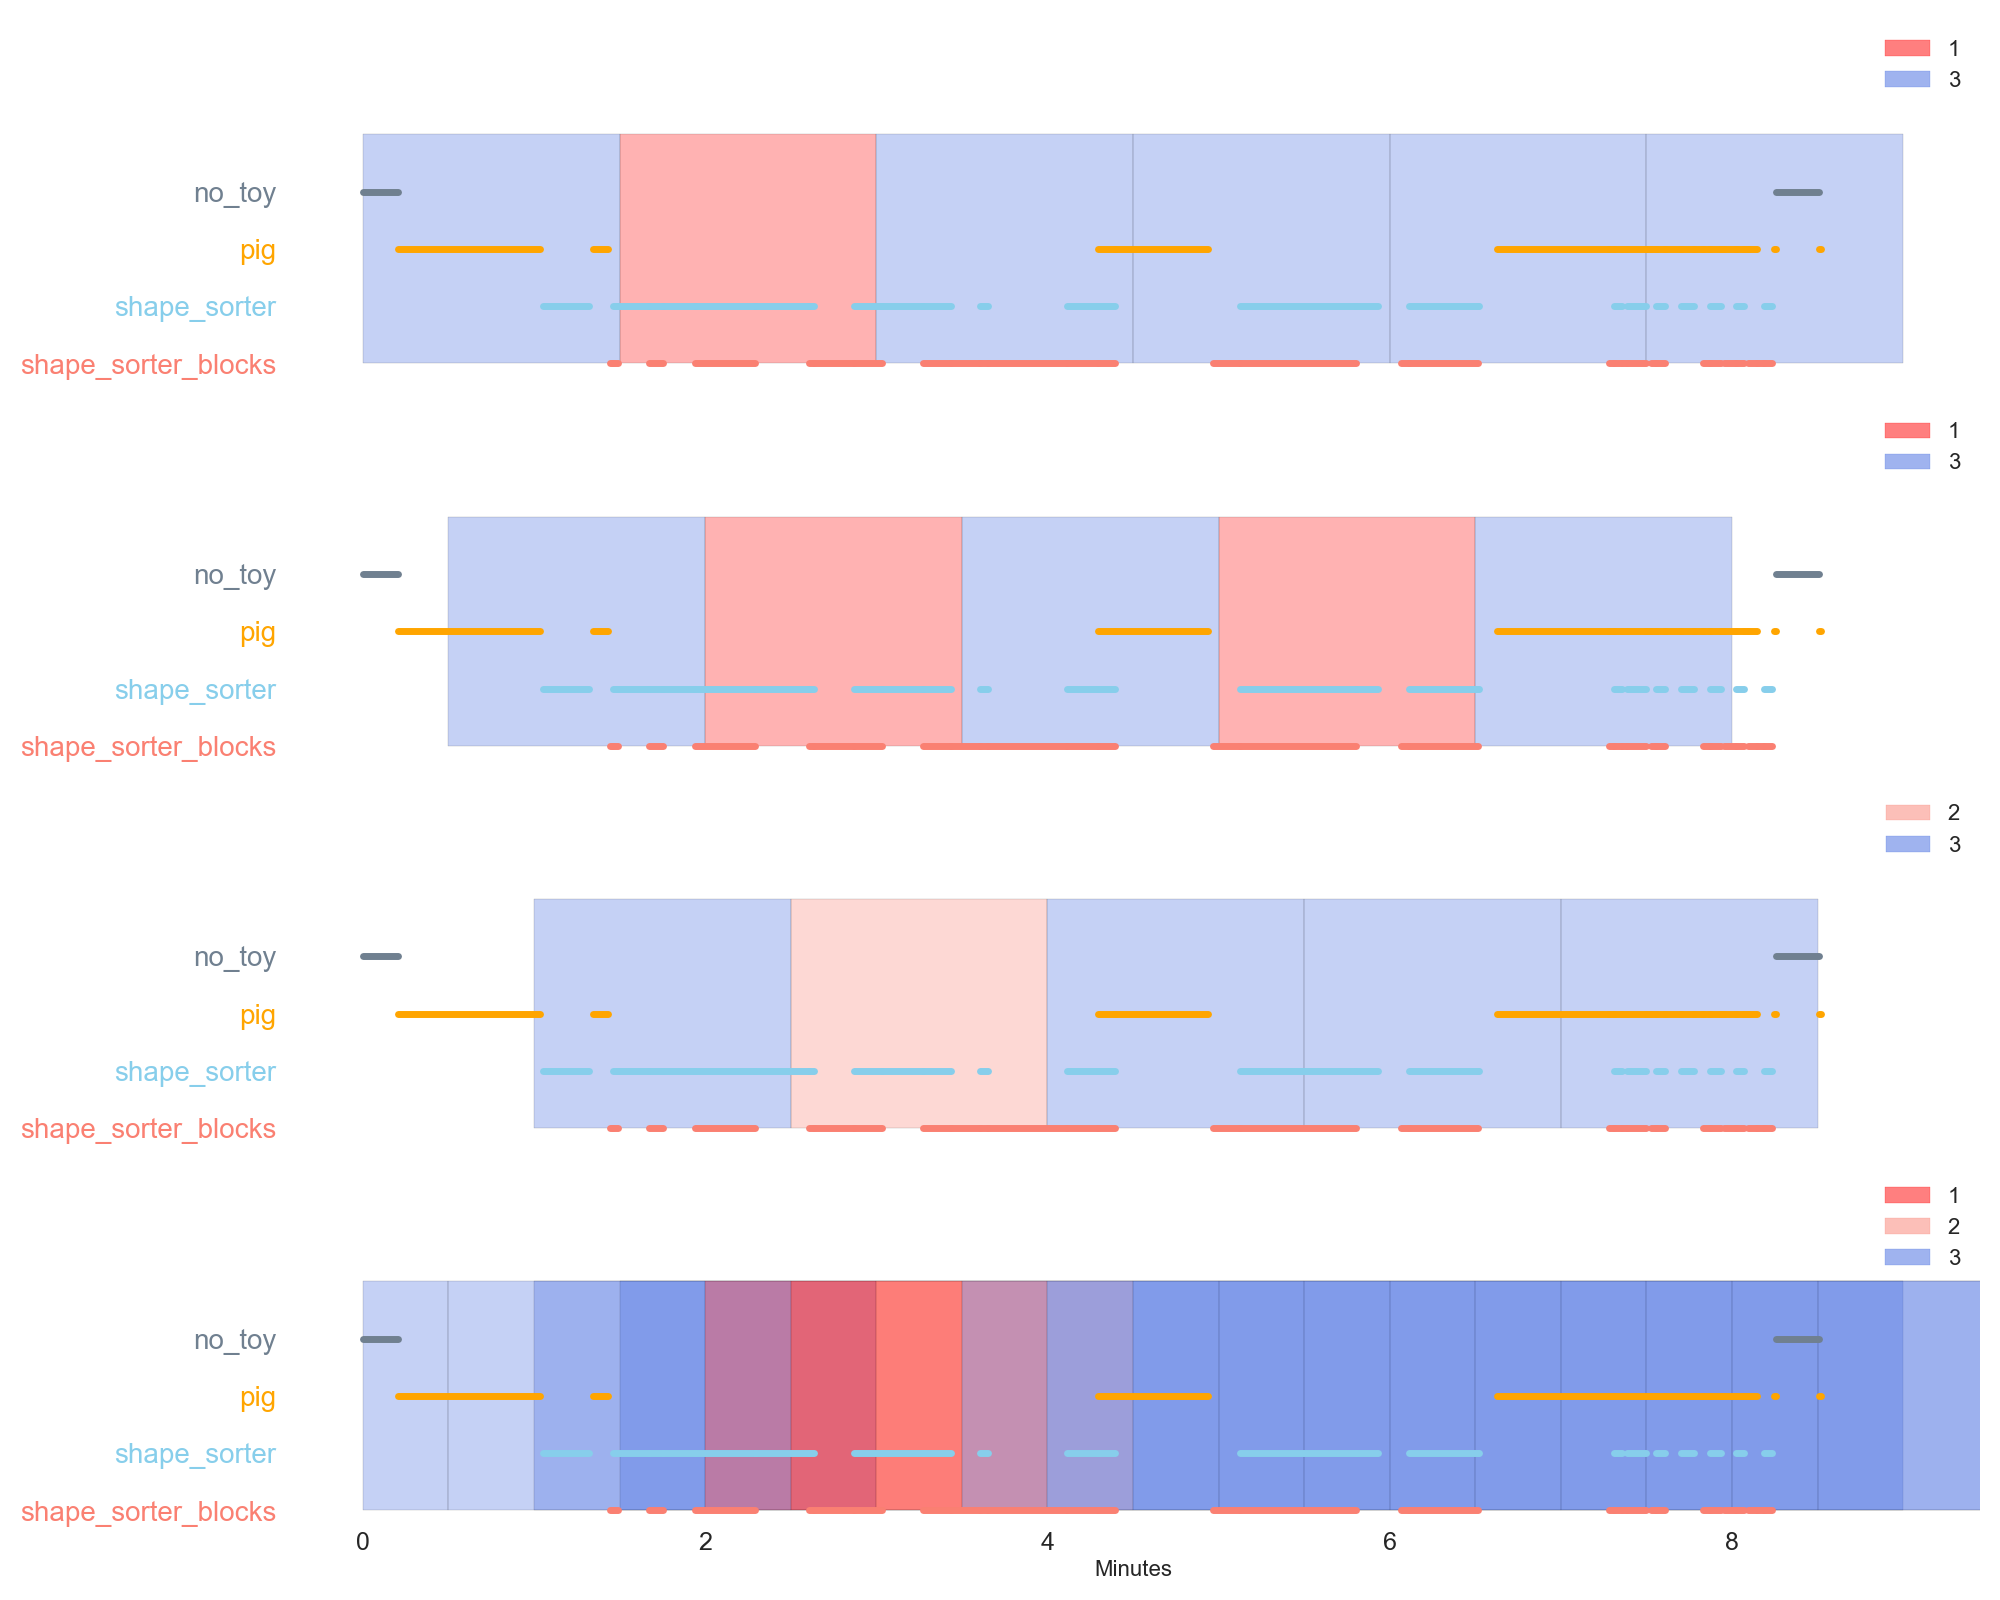 1
3
no_toy
pig
shape_sorter
shape_sorter_blocks
1
3
no_toy
pig
shape_sorter
shape_sorter_blocks
2
3
no_toy
pig
shape_sorter
shape_sorter_blocks
1
2
3
no_toy
pig
shape_sorter
shape_sorter_blocks
0 2 4 6 8
Minutes